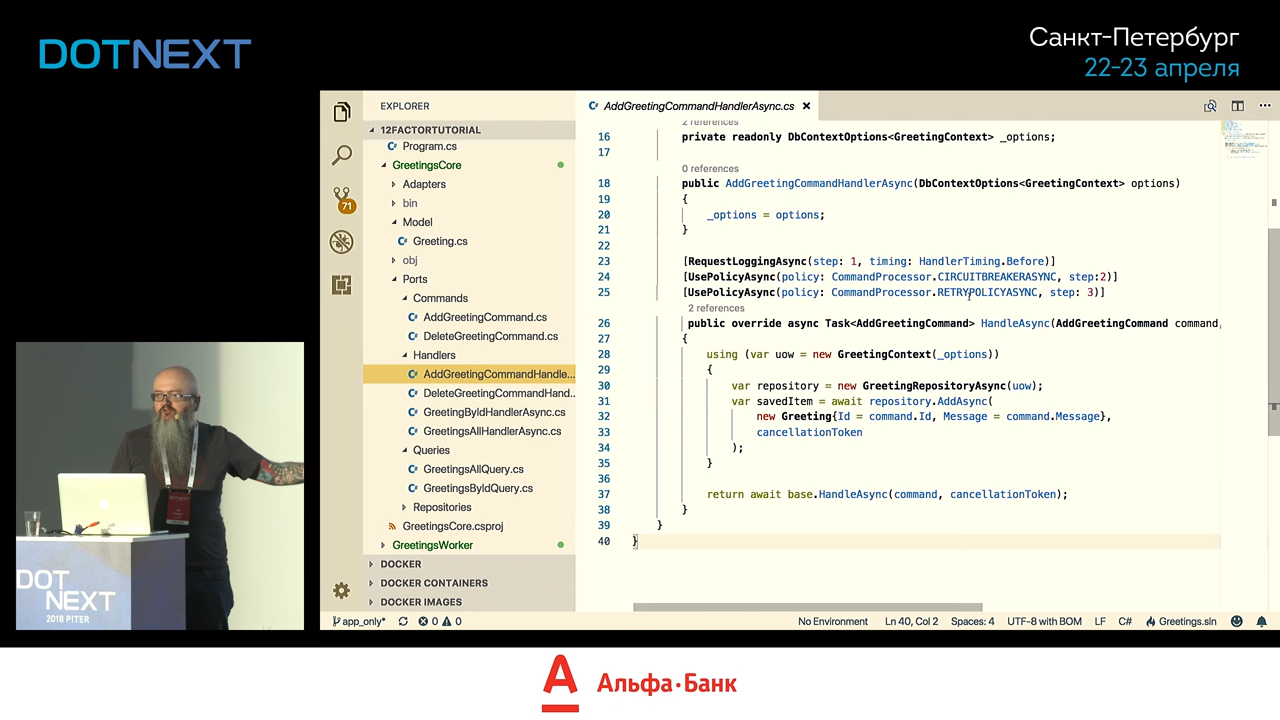 DOTNEXT
Санкт-Петербург
22-23 апреля
EXPLORER
12FACTORTUTORIAL
Program.cs
GreetingsCore
Adapters
bin
Model
Greeting.cs
obj
Ports
Commands
AddGreetingCommand.cs
DeleteGreetingCommand.cs
Handlers
AddGreetingCommandHandle...
DeleteGreetingCommandHand...
GreetingByIdHandlerAsync.cs
GreetingsAllHandlerAsync.cs
Queries
GreetingsAllQuery.cs
GreetingsByIdQuery.cs
Repositories
GreetingsCore.csproj
GreetingsWorker
DOCKER
DOCKER CONTAINERS
DOCKER IMAGES
71
AddGreetingCommandHandlerAsync.cs
2 references
16 private readonly DbContextOptions<GreetingContext> _options;
17
0 references
18 public AddGreetingCommandHandlerAsync(DbContextOptions<GreetingContext> options)
19 {
20 _options = options;
21 }
22
23 [RequestLoggingAsync(step: 1, timing: HandlerTiming.Before)]
24 [UsePolicyAsync(policy: CommandProcessor.CIRCUITBREAKERASYNC, step:2)]
25 [UsePolicyAsync(policy: CommandProcessor.RETRYPOLICYASYNC, step: 3)]
2 references
26 public override async Task<AddGreetingCommand> HandleAsync(AddGreetingCommand command,
27 {
28 using (var uow = new GreetingContext(_options))
29 {
30 var repository = new GreetingRepositoryAsync(uow);
31 var savedItem = await repository.AddAsync(
32 new Greeting{Id = command.Id, Message = command.Message},
33 cancellationToken
34 );
35 }
36
37 return await base.HandleAsync(command, cancellationToken);
38 }
39 }
40 }
app_only* 0 0 No Environment Ln 40, Col 2 Spaces: 4 UTF-8 with BOM LF C# Greetings.sln
DOT
NEXT
2018 PITER
Альфа·Банк